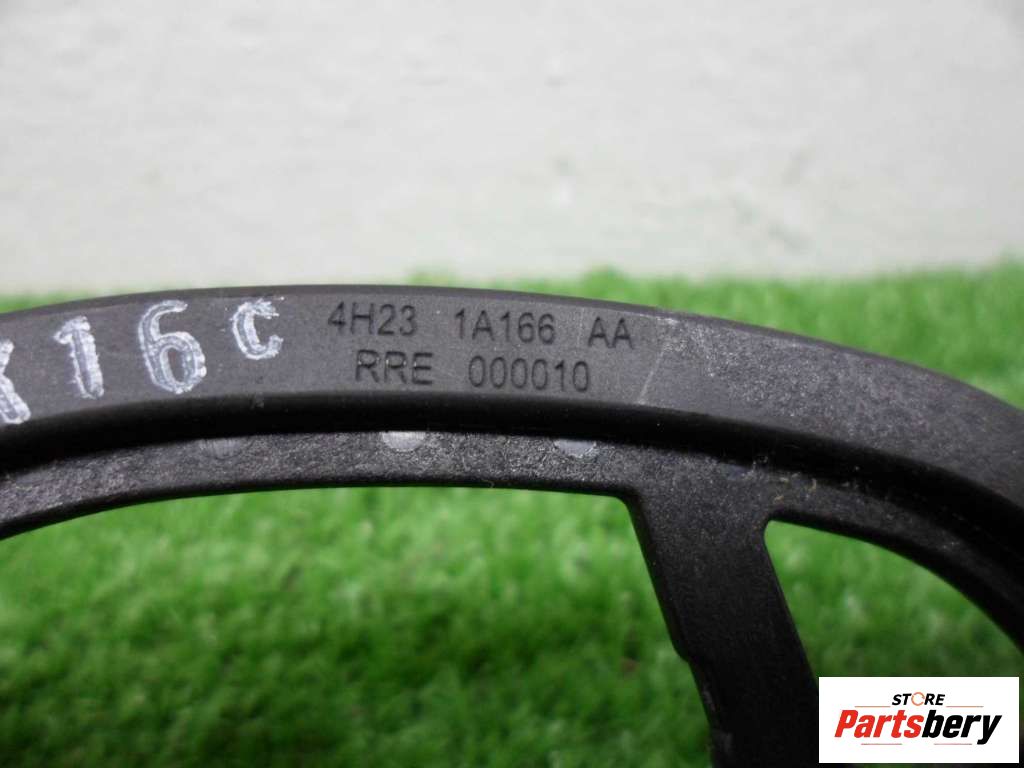 16C
4H23 1A166 AA
RRE 000010
STORE
Partsbery